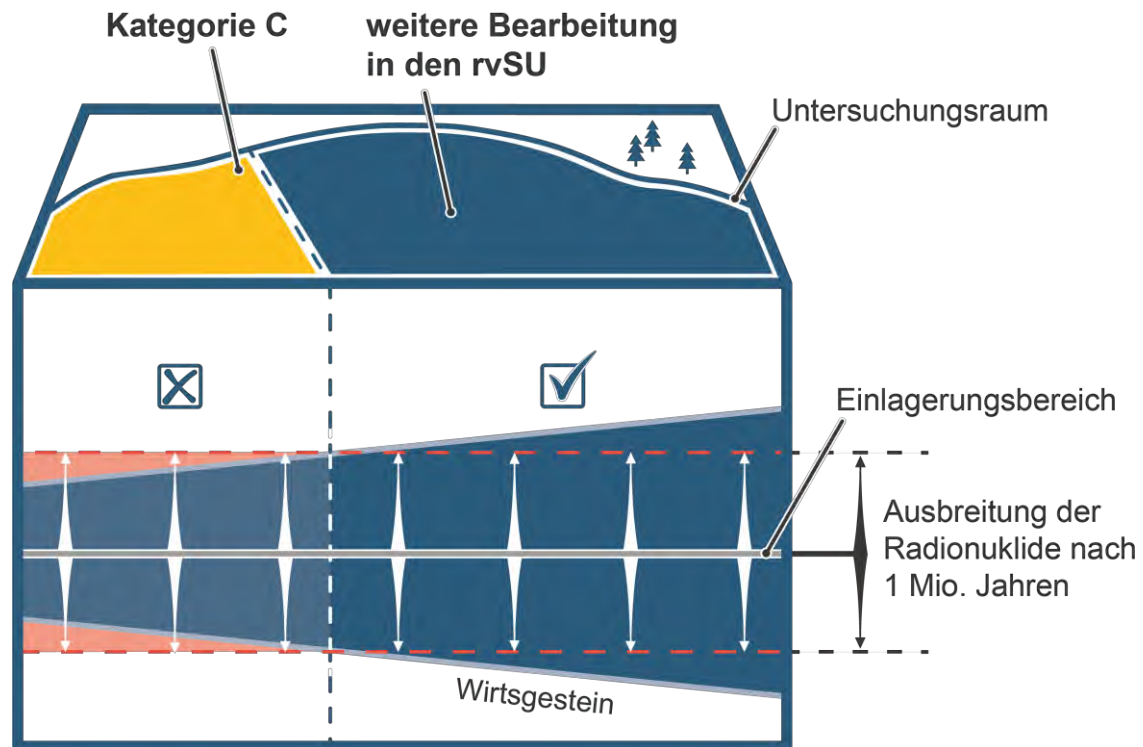 Kategorie C
weitere Bearbeitung
in den rvSU
Untersuchungsraum
Einlagerungsbereich
Ausbreitung der
Radionuklide nach
1 Mio. Jahren
Wirtsgestein